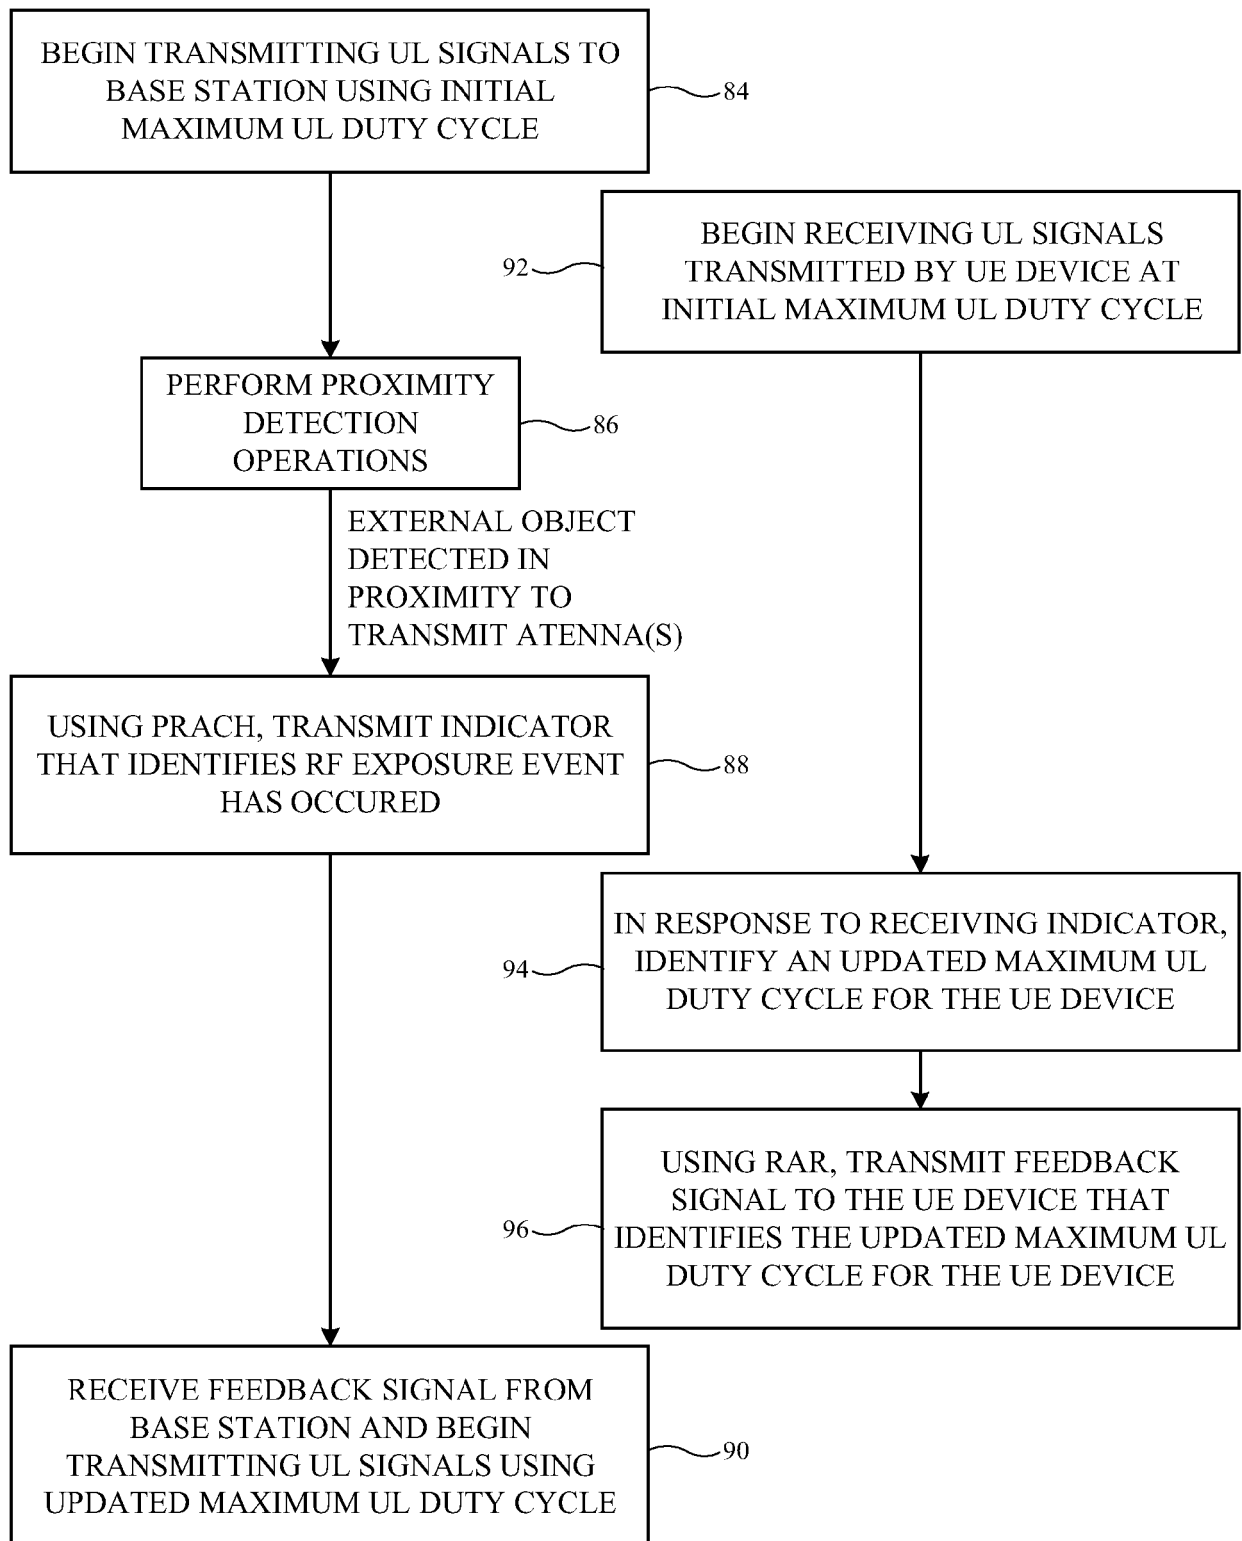 BEGIN TRANSMITTING UL SIGNALS TO
BASE STATION USING INITIAL
MAXIMUM UL DUTY CYCLE
84
BEGIN RECEIVING UL SIGNALS
TRANSMITTED BY UE DEVICE AT
INITIAL MAXIMUM UL DUTY CYCLE
92
PERFORM PROXIMITY
DETECTION
OPERATIONS
86
EXTERNAL OBJECT
DETECTED IN
PROXIMITY TO
TRANSMIT ATENNA(S)
USING PRACH, TRANSMIT INDICATOR
THAT IDENTIFIES RF EXPOSURE EVENT
HAS OCCURED
88
IN RESPONSE TO RECEIVING INDICATOR,
IDENTIFY AN UPDATED MAXIMUM UL
DUTY CYCLE FOR THE UE DEVICE
94
USING RAR, TRANSMIT FEEDBACK
SIGNAL TO THE UE DEVICE THAT
IDENTIFIES THE UPDATED MAXIMUM UL
DUTY CYCLE FOR THE UE DEVICE
96
RECEIVE FEEDBACK SIGNAL FROM
BASE STATION AND BEGIN
TRANSMITTING UL SIGNALS USING
UPDATED MAXIMUM UL DUTY CYCLE
90